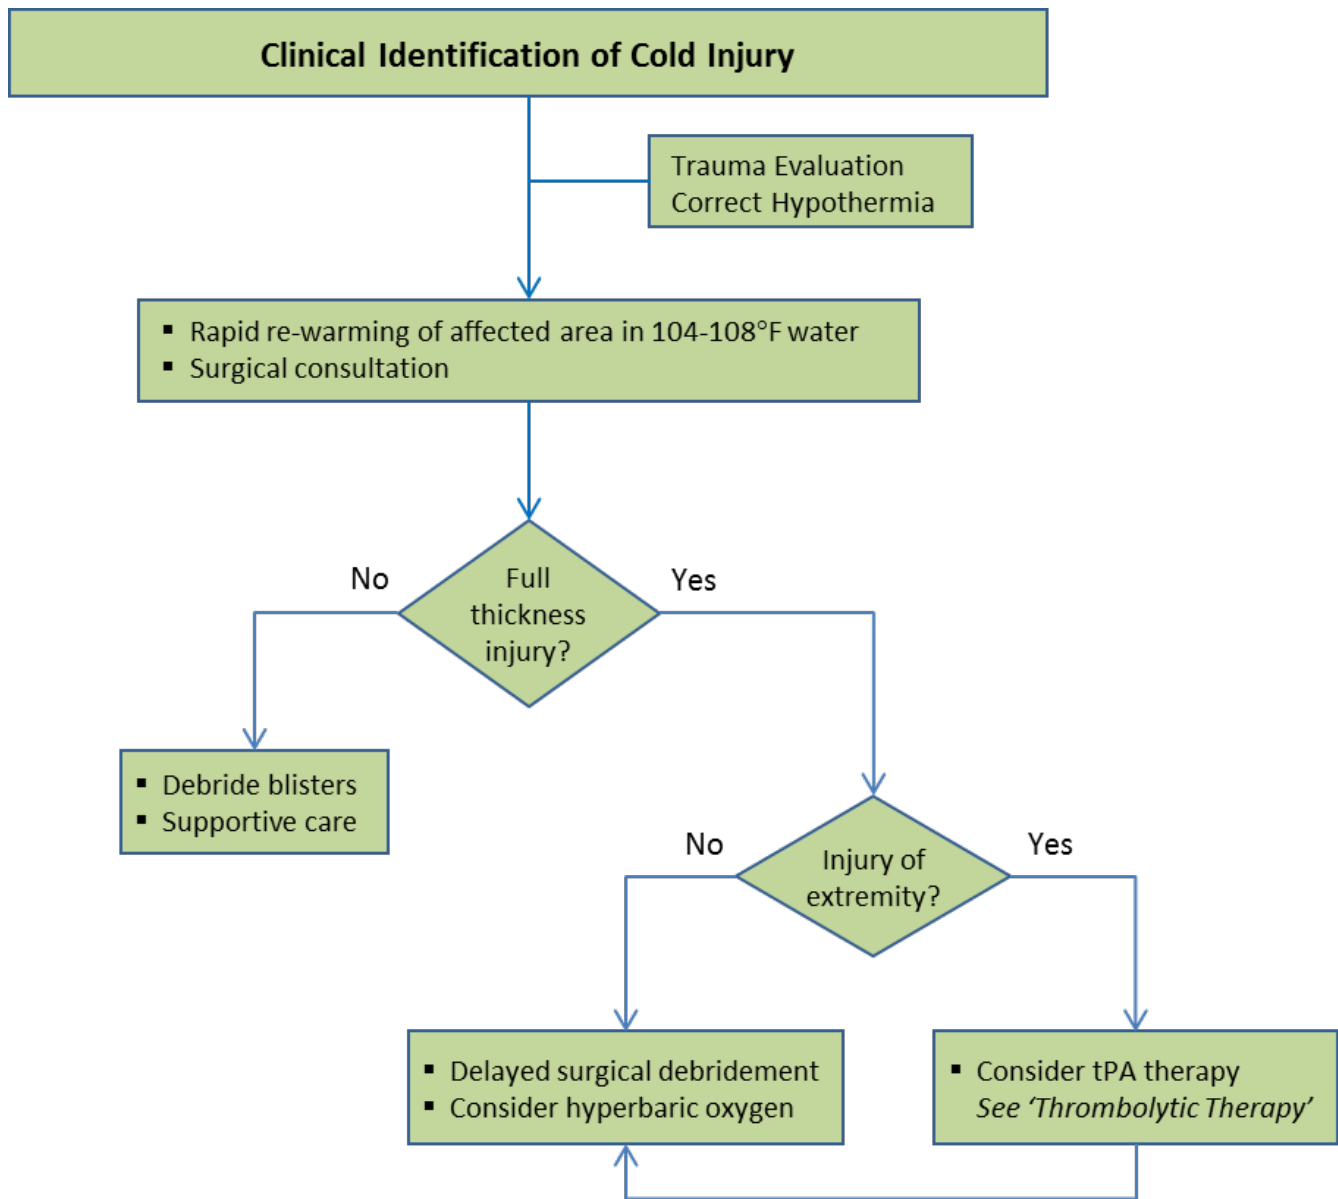 Clinical Identification of Cold Injury
Trauma Evaluation
Correct Hypothermia
▪ Rapid re-warming of affected area in 104-108°F water
▪ Surgical consultation
No
Full
thickness
injury?
Yes
▪ Debride blisters
▪ Supportive care
No
Injury of
extremity?
Yes
▪ Delayed surgical debridement
▪ Consider hyperbaric oxygen
▪ Consider tPA therapy
See ‘Thrombolytic Therapy’